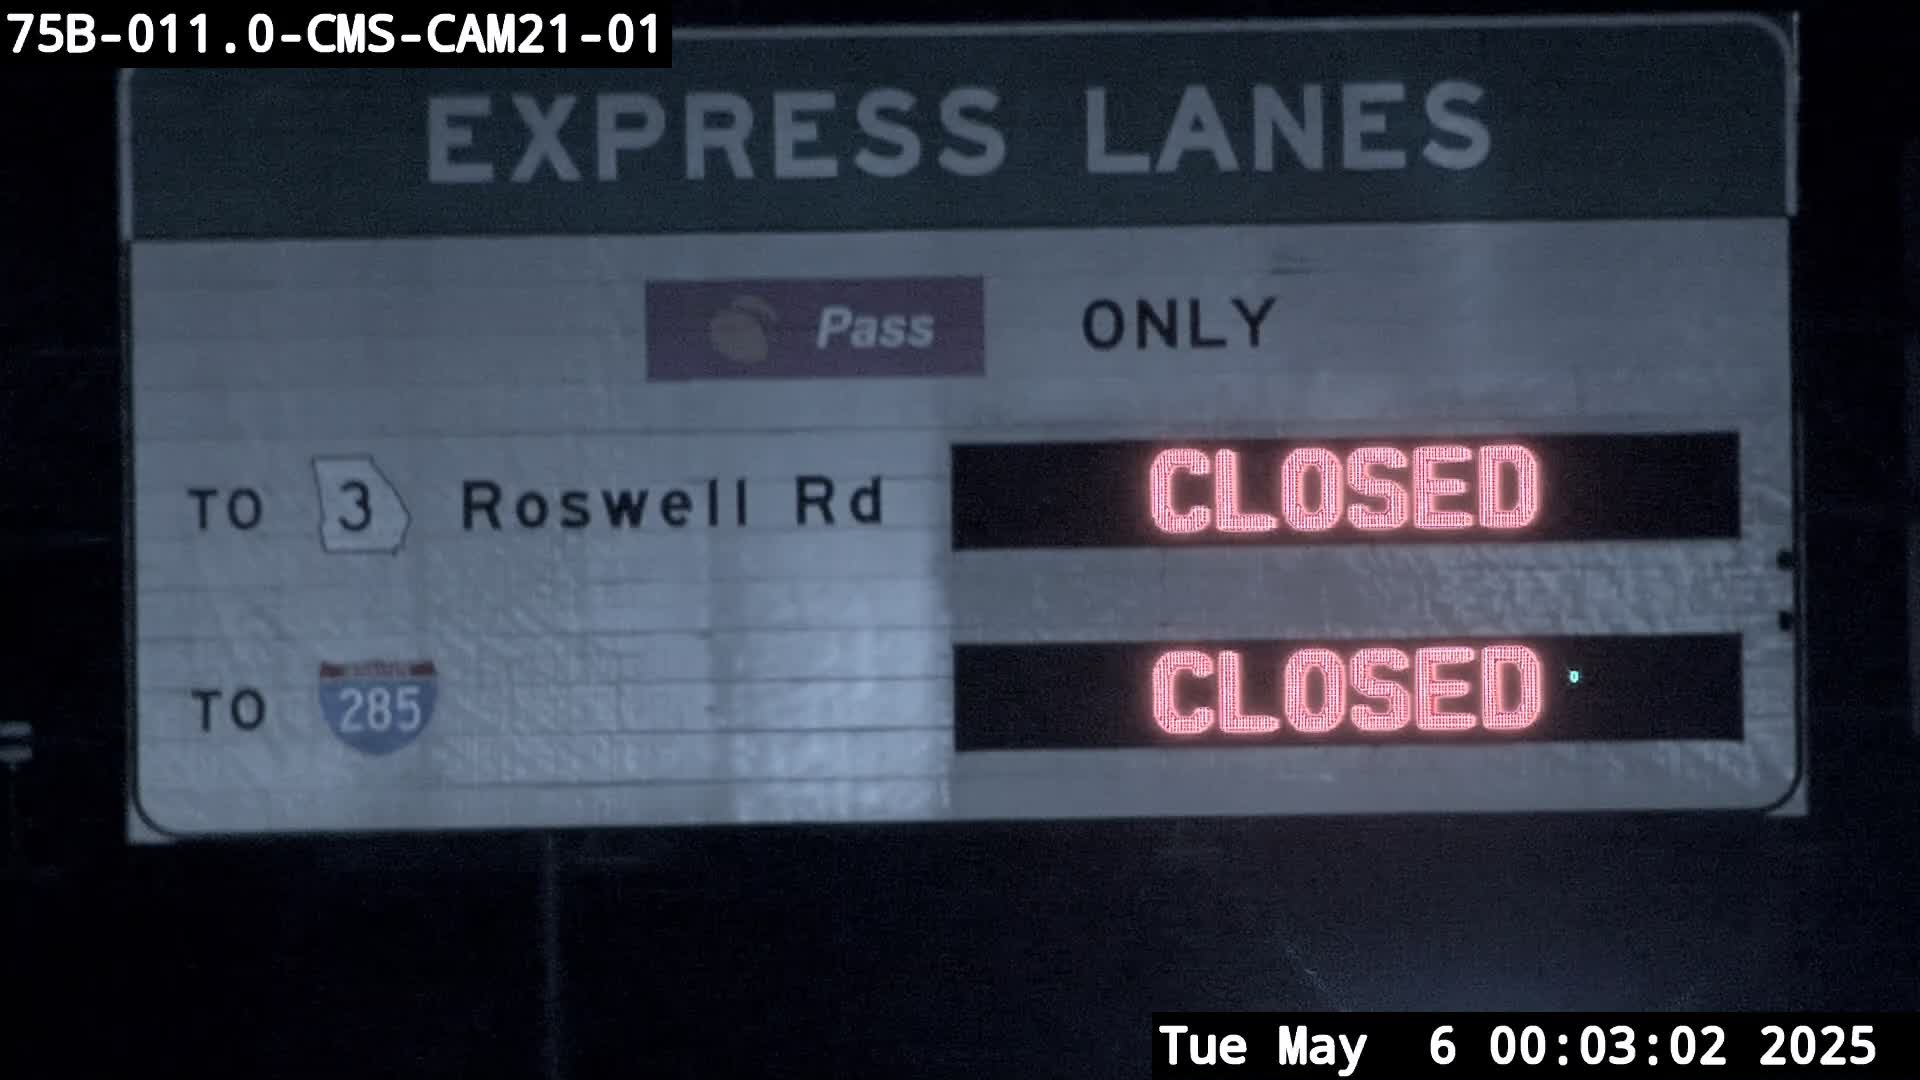 75B-011.0-CMS-CAM21-01
EXPRESS LANES
Pass ONLY
TO 3 Roswell Rd CLOSED
TO 285 CLOSED
Tue May 6 00:03:02 2025